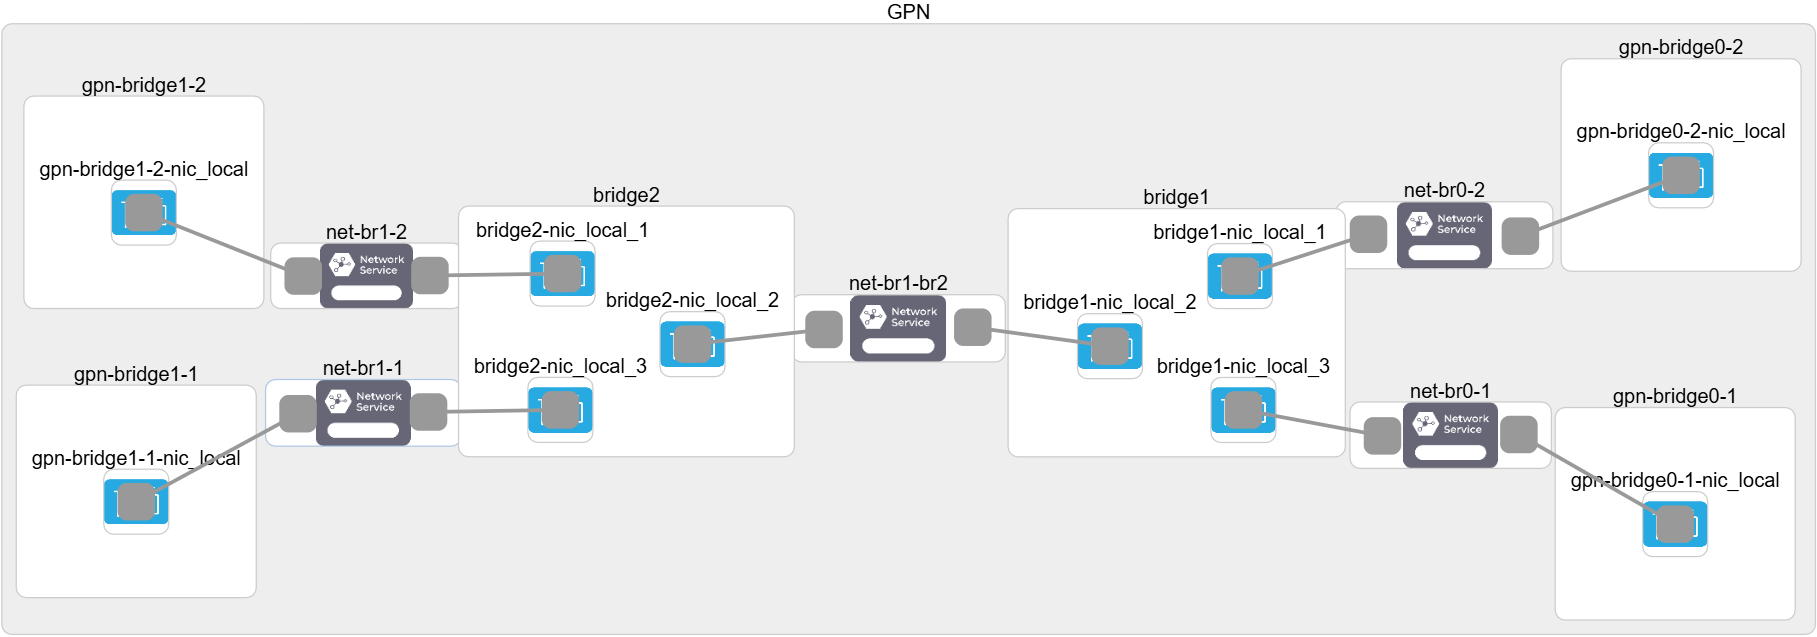 GPN
gpn-bridge0-2
gpn-bridge1-2
gpn-bridge0-2-nic_local
gpn-bridge1-2-nic_local
net-br0-2
bridge2
bridge1
Network
Service
bridge2-nic_local_1
net-br1-2
bridge1-nic_local_1
Network
Service
net-br1-br2
bridge2-nic_local_2
bridge1-nic_local_2
Network
Service
bridge2-nic_local_3
bridge1-nic_local_3
net-br1-1
gpn-bridge1-1
net-br0-1
gpn-bridge0-1
Network
Service
Network
Service
gpn-bridge1-1-nic_local
gpn-bridge0-1-nic_local